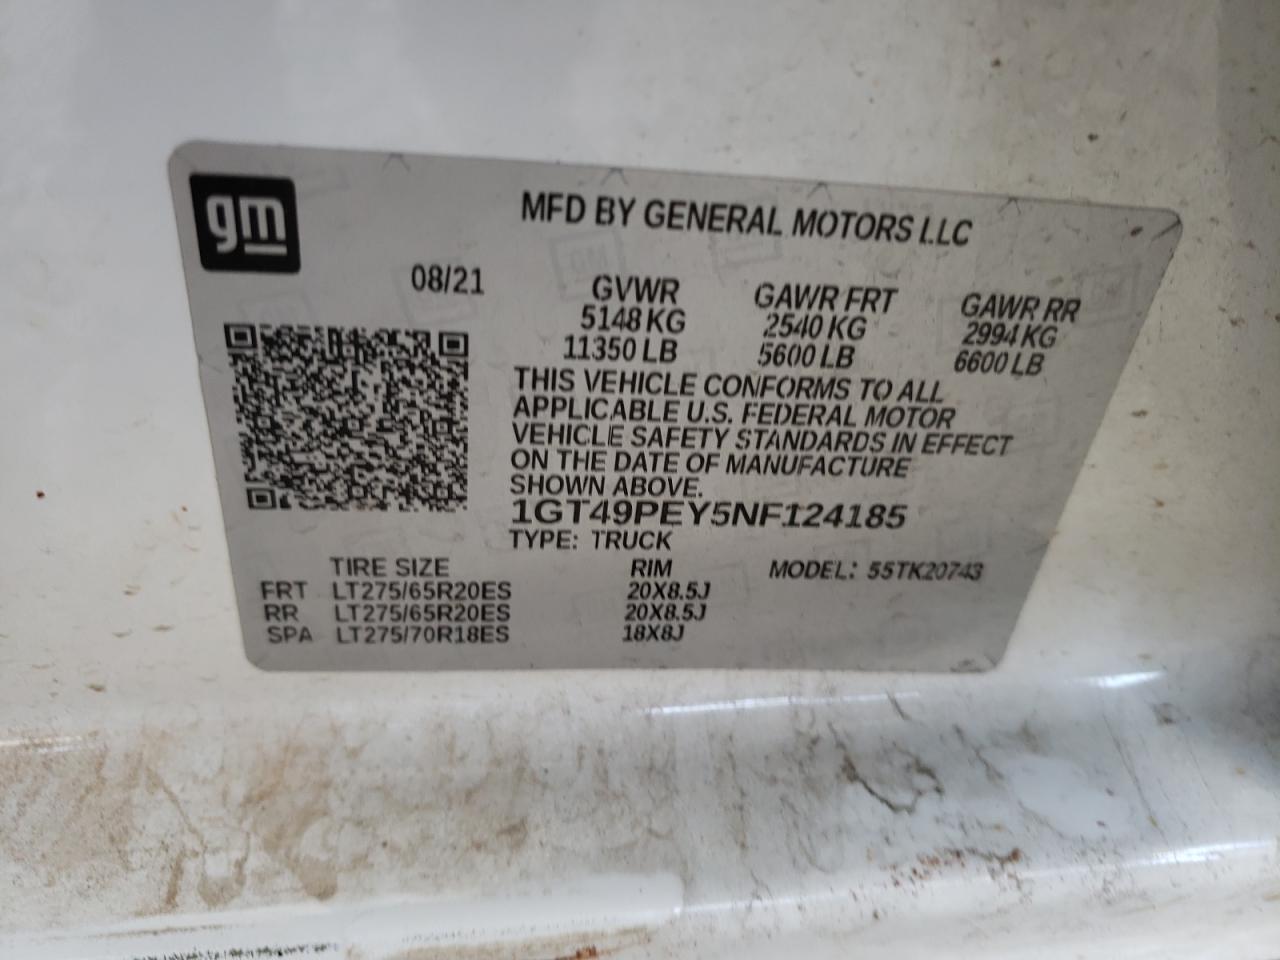 gm
MFD BY GENERAL MOTORS LLC
08/21
GVWR GAWR FRT GAWR RR
5148 KG 2540 KG 2994 KG
11350 LB 5600 LB 6600 LB
THIS VEHICLE CONFORMS TO ALL
APPLICABLE U.S. FEDERAL MOTOR
VEHICLE SAFETY STANDARDS IN EFFECT
ON THE DATE OF MANUFACTURE
SHOWN ABOVE.
1GT49PEY5NF124185
TYPE: TRUCK
TIRE SIZE RIM MODEL: 55TK20743
FRT LT275/65R20ES 20X8.5J
RR LT275/65R20ES 20X8.5J
SPA LT275/70R18ES 18X8J